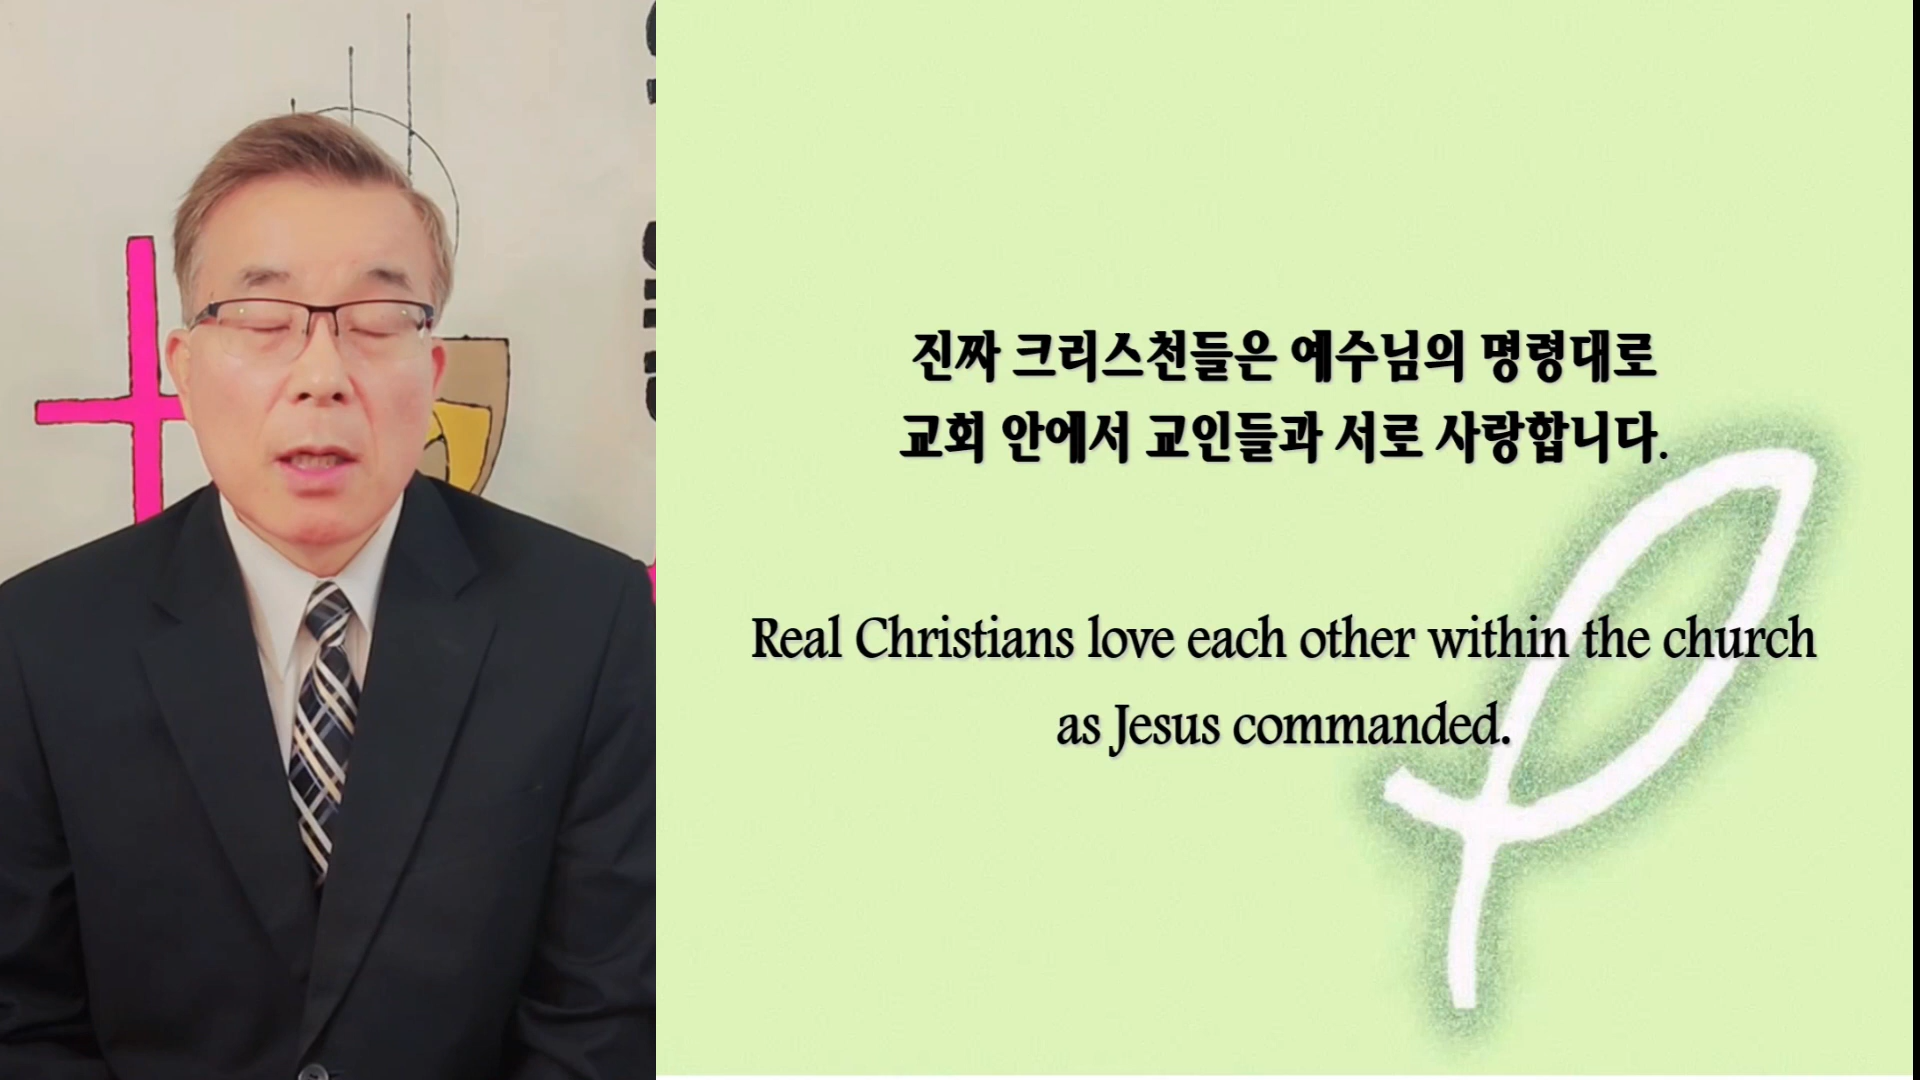 진짜 크리스천들은 예수님의 명령대로
교회 안에서 교인들과 서로 사랑합니다.
Real Christians love each other within the church
as Jesus commanded.